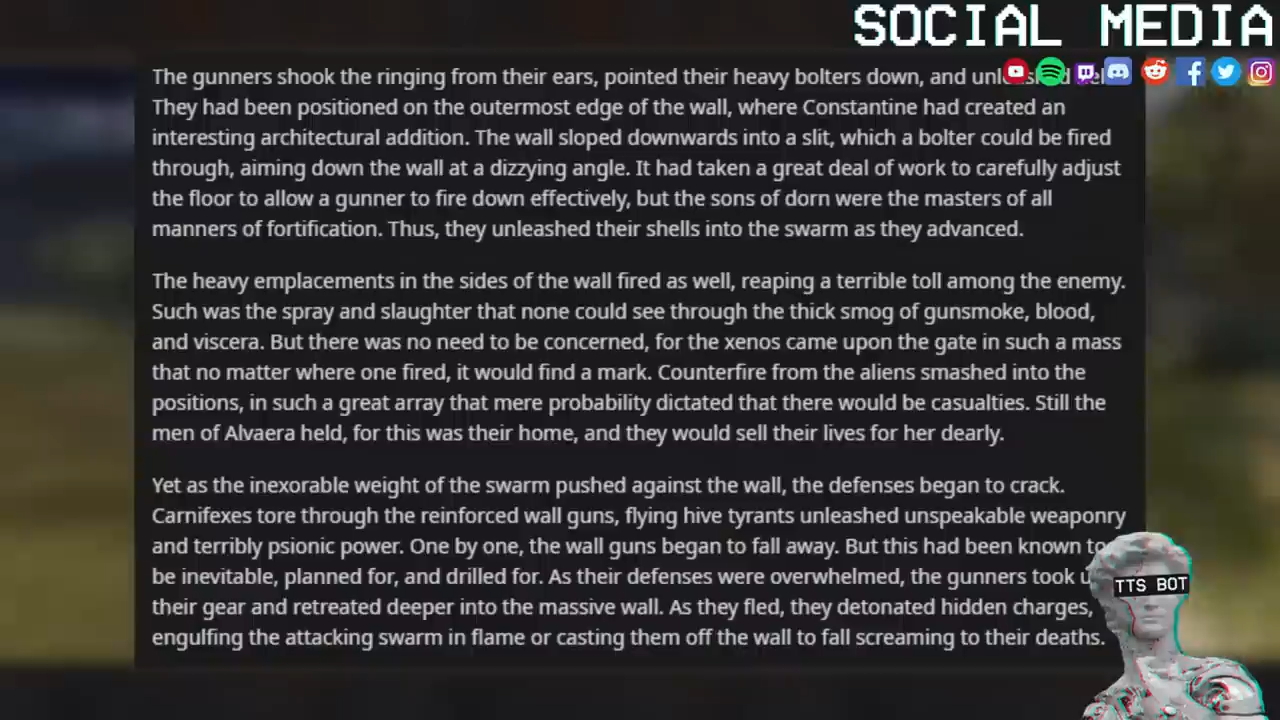 SOCIAL MEDIA
The gunners shook the ringing from their ears, pointed their heavy bolters down, and
They had been positioned on the outermost edge of the wall, where Constantine had created an
interesting architectural addition. The wall sloped downwards into a slit, which a bolter could be fired
through, aiming down the wall at a dizzying angle. It had taken a great deal of work to carefully adjust
the floor to allow a gunner to fire down effectively, but the sons of dorn were the masters of all
manners of fortification. Thus, they unleashed their shells into the swarm as they advanced.
The heavy emplacements in the sides of the wall fired as well, reaping a terrible toll among the enemy.
Such was the spray and slaughter that none could see through the thick smog of gunsmoke, blood,
and viscera. But there was no need to be concerned, for the xenos came upon the gate in such a mass
that no matter where one fired, it would find a mark. Counterfire from the aliens smashed into the
positions, in such a great array that mere probability dictated that there would be casualties. Still the
men of Alvaera held, for this was their home, and they would sell their lives for her dearly.
Yet as the inexorable weight of the swarm pushed against the wall, the defenses began to crack.
Carnifexes tore through the reinforced wall guns, flying hive tyrants unleashed unspeakable weaponry
and terribly psionic power. One by one, the wall guns began to fall away. But this had been known to
be inevitable, planned for, and drilled for. As their defenses were overwhelmed, the gunners took
their gear and retreated deeper into the massive wall. As they fled, they detonated hidden charges,
engulfing the attacking swarm in flame or casting them off the wall to fall screaming to their deaths.
TTS BOT